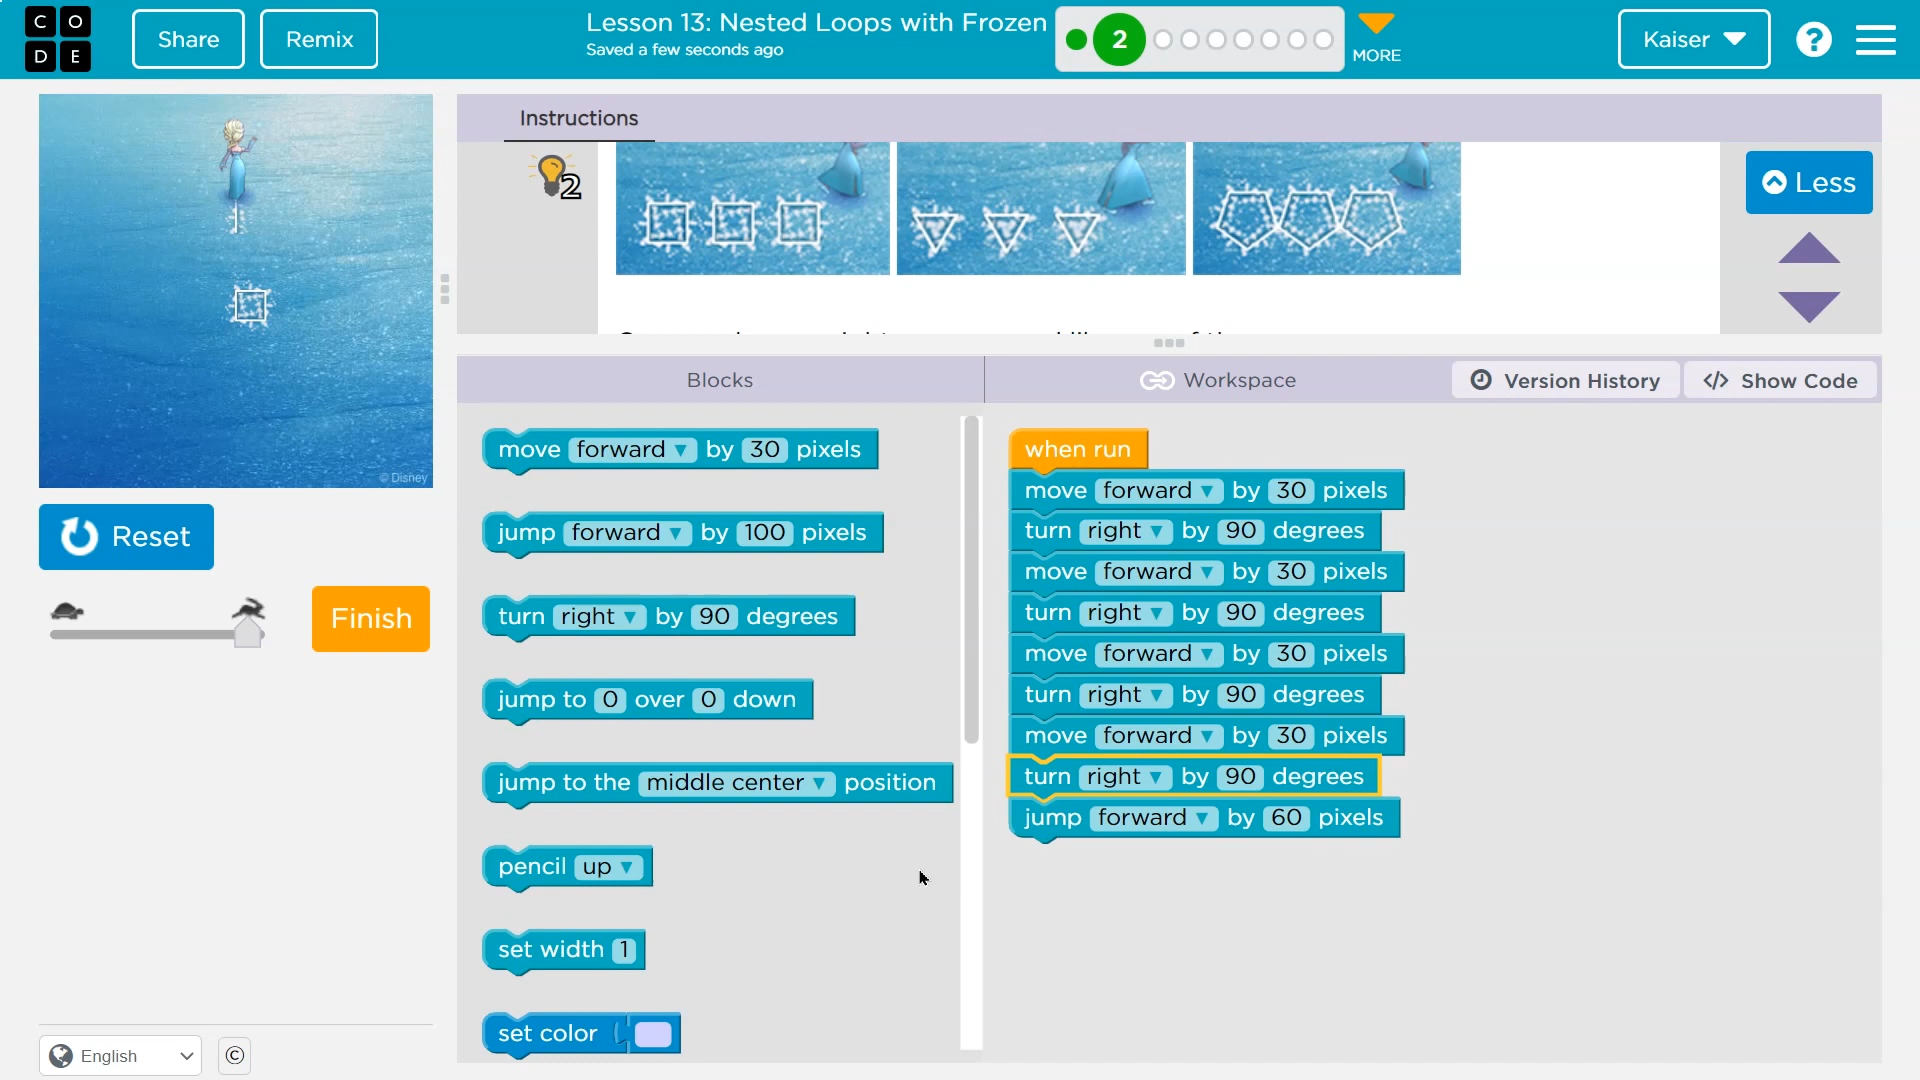 C O
D E
Share
Remix
Lesson 13: Nested Loops with Frozen
Saved a few seconds ago
2
MORE
Kaiser
?
Instructions
2
Less
© Disney
Reset
Finish
English
©
Blocks
Workspace
Version History
</> Show Code
move forward by 30 pixels
jump forward by 100 pixels
turn right by 90 degrees
jump to 0 over 0 down
jump to the middle center position
pencil up
set width 1
set color
when run
move forward by 30 pixels
turn right by 90 degrees
move forward by 30 pixels
turn right by 90 degrees
move forward by 30 pixels
turn right by 90 degrees
move forward by 30 pixels
turn right by 90 degrees
jump forward by 60 pixels